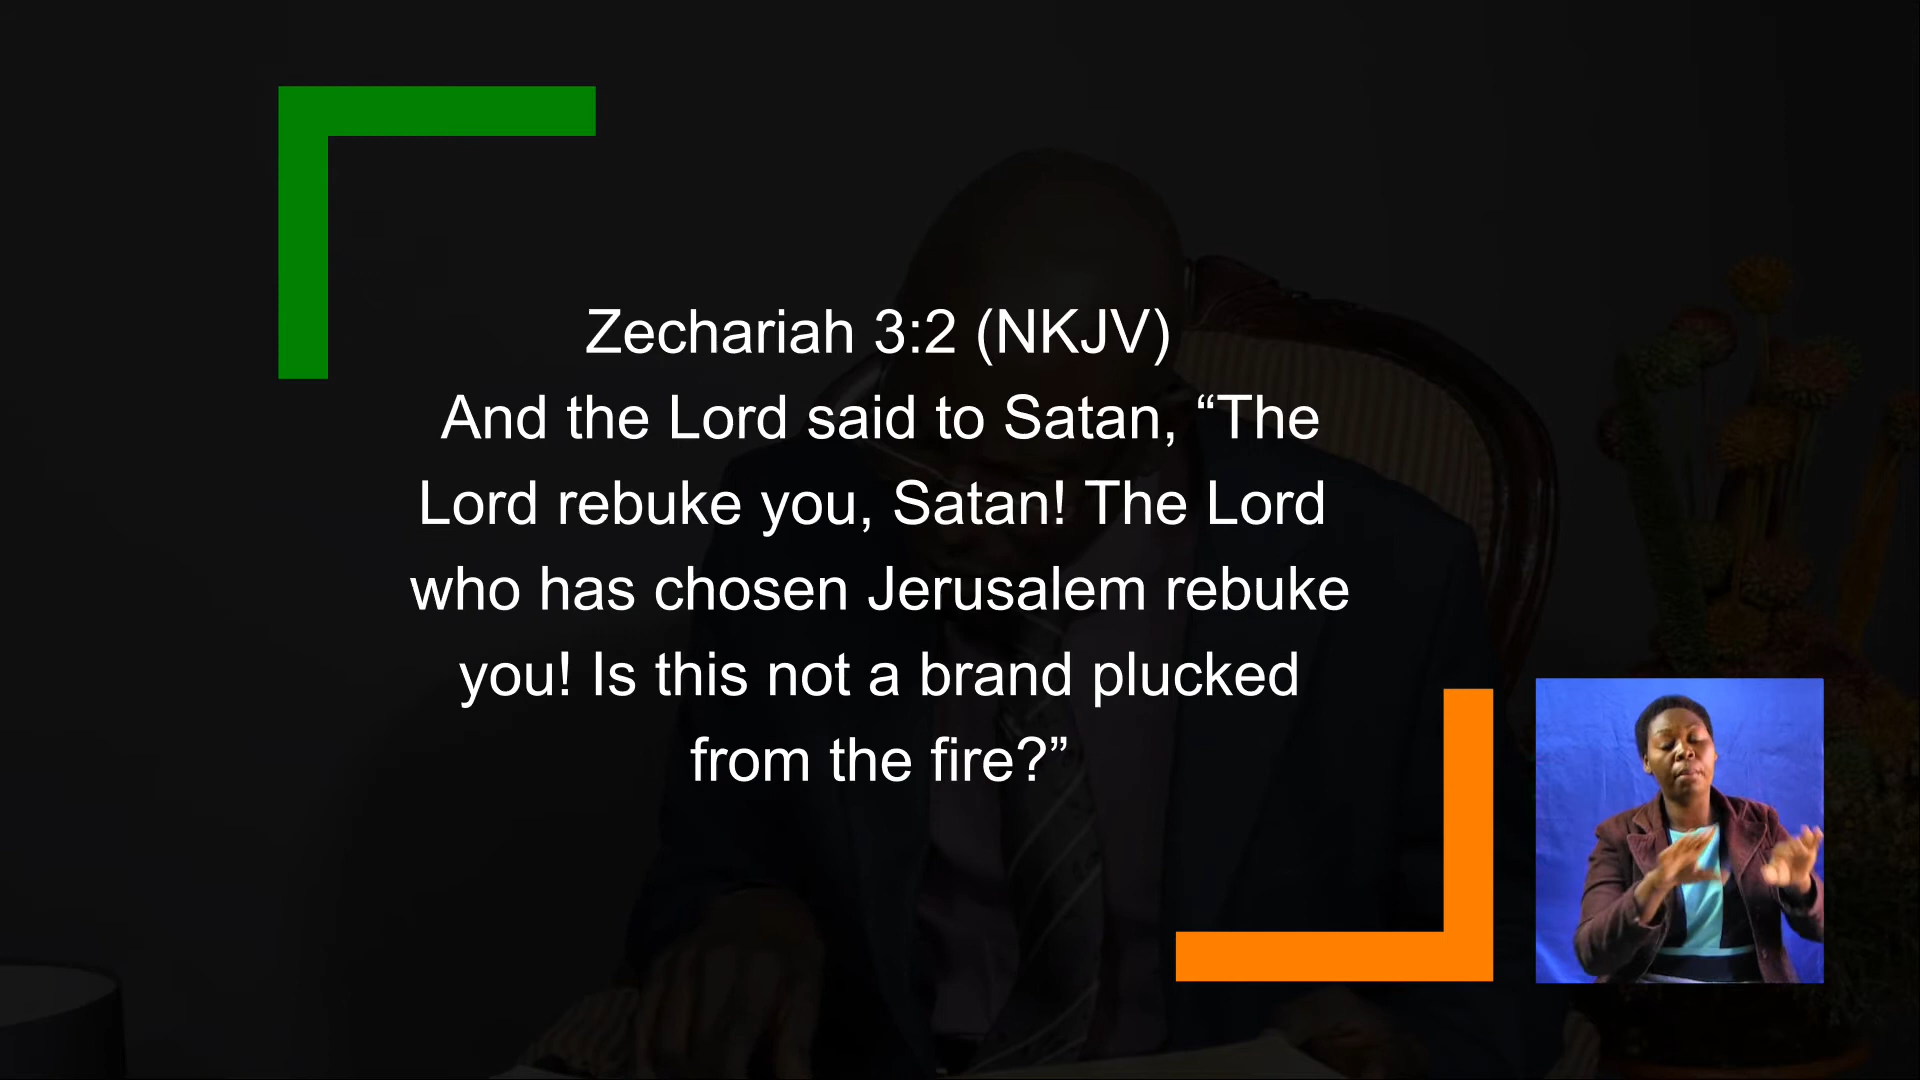 Zechariah 3:2 (NKJV)
And the Lord said to Satan, “The
Lord rebuke you, Satan! The Lord
who has chosen Jerusalem rebuke
you! Is this not a brand plucked
from the fire?”